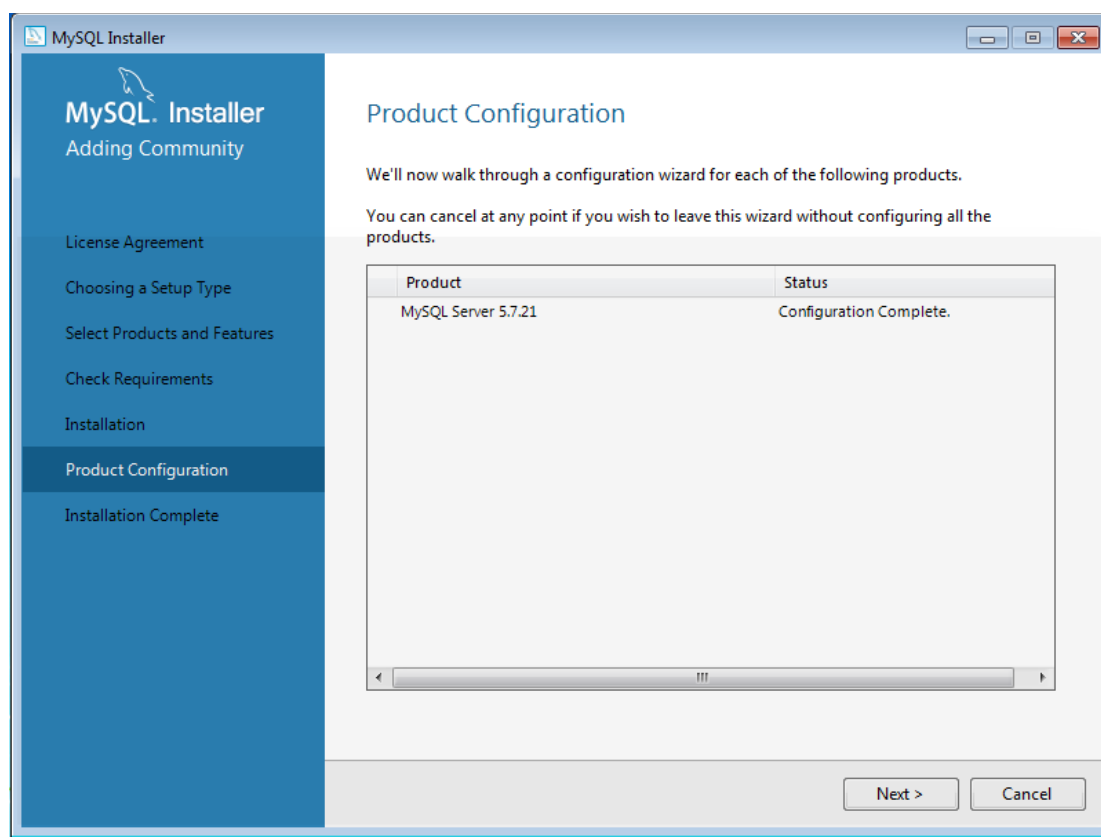 MySQL Installer
MySQL. Installer
Adding Community
License Agreement
Choosing a Setup Type
Select Products and Features
Check Requirements
Installation
Product Configuration
Installation Complete
Product Configuration
We'll now walk through a configuration wizard for each of the following products.
You can cancel at any point if you wish to leave this wizard without configuring all the
products.
Product Status
MySQL Server 5.7.21 Configuration Complete.
Next > Cancel